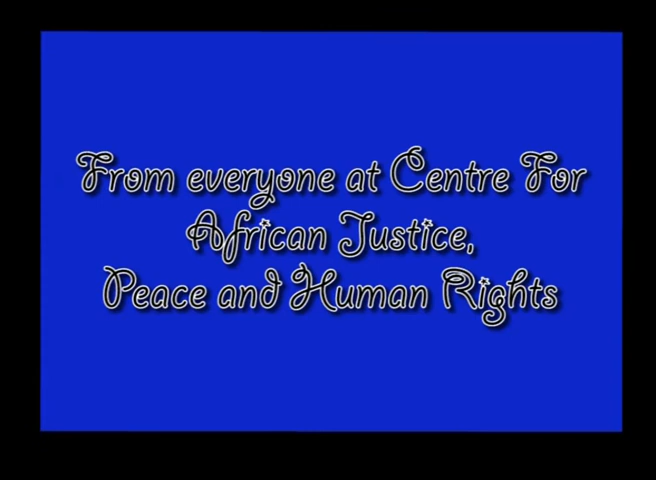 From everyone at Centre For
African Justice,
Peace and Human Rights